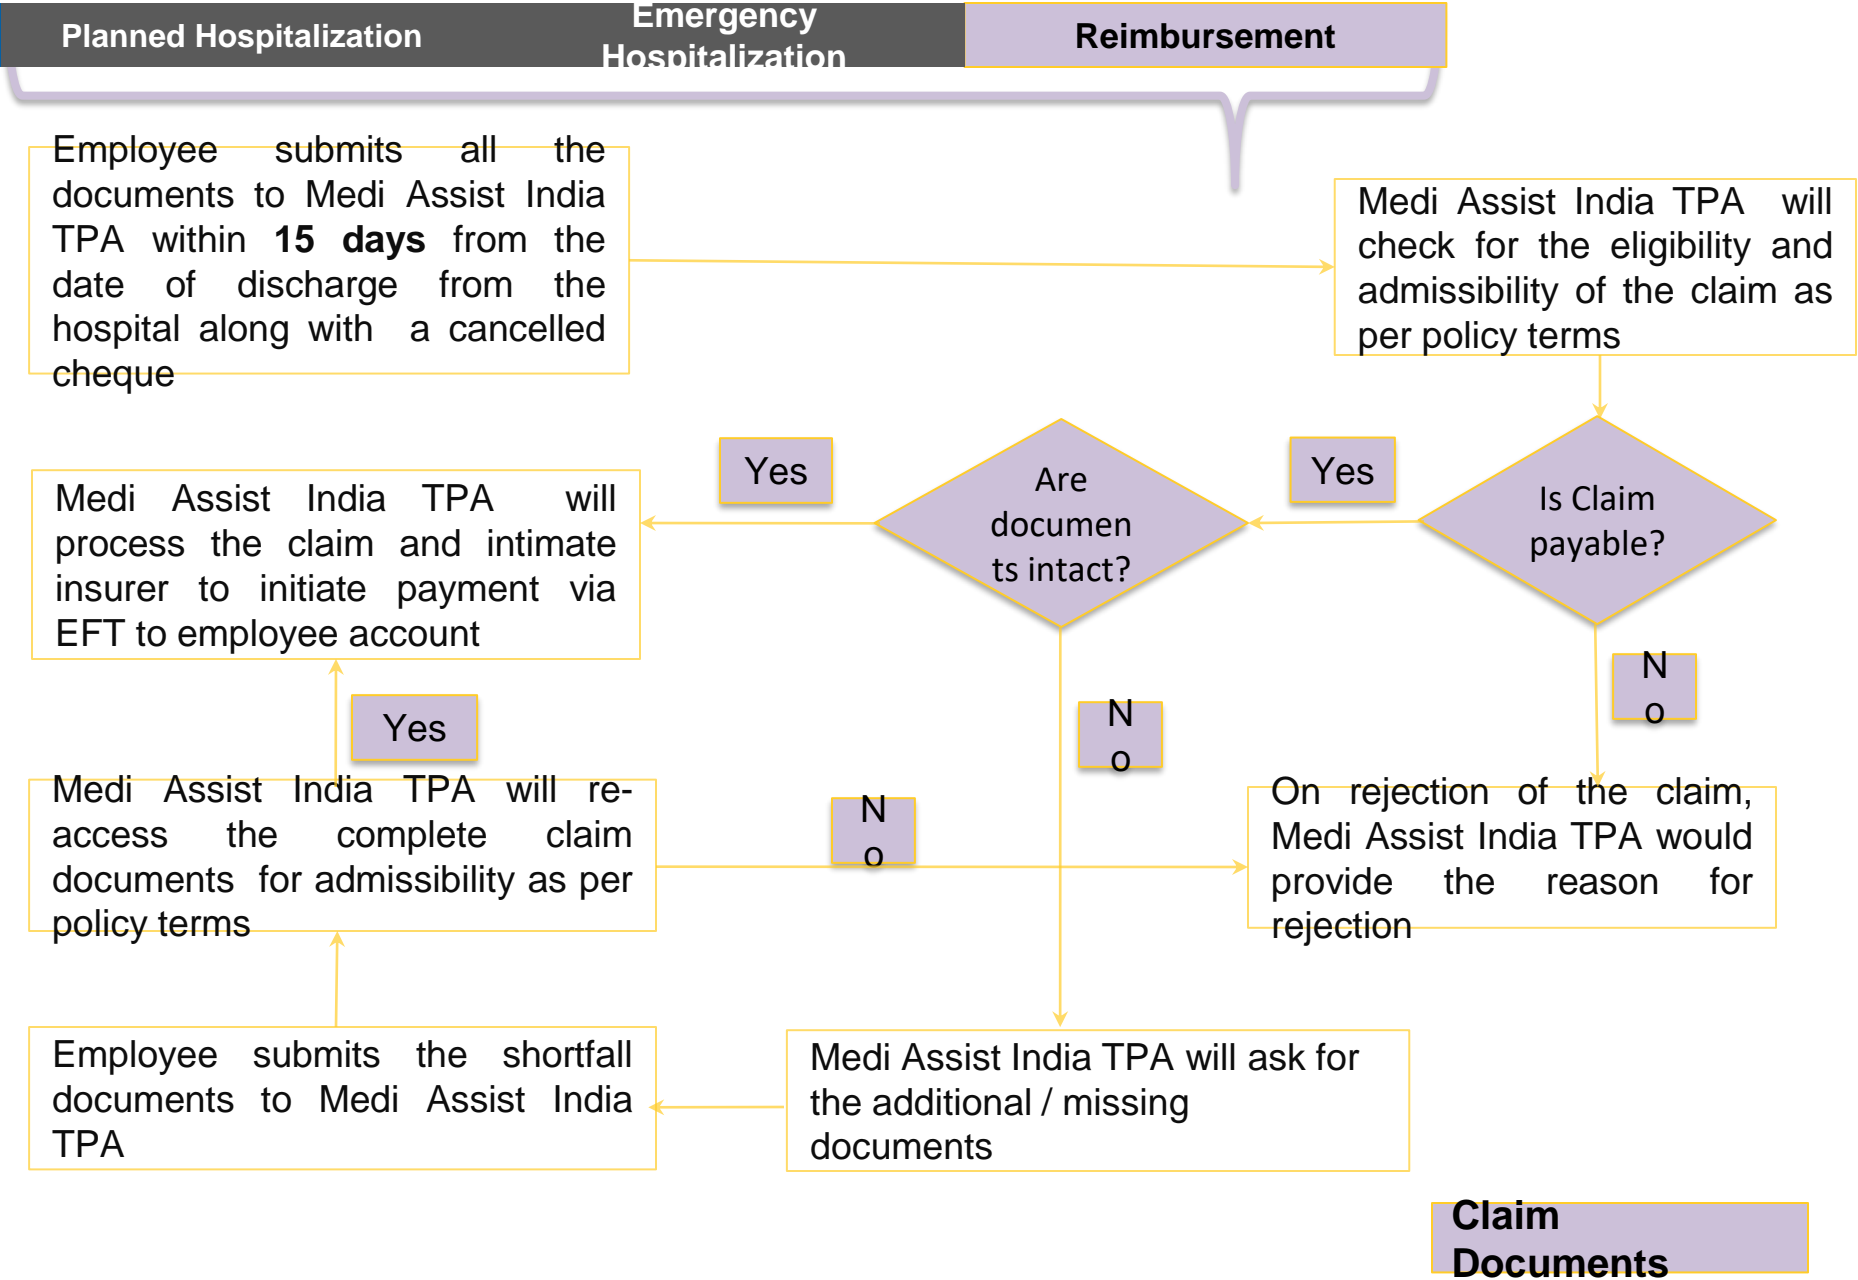 Planned Hospitalization
Emergency
Hospitalization
Reimbursement
Employee submits all the
documents to Medi Assist India
TPA within 15 days from the
date of discharge from the
hospital along with a cancelled
cheque
Medi Assist India TPA will
check for the eligibility and
admissibility of the claim as
per policy terms
Medi Assist India TPA will
process the claim and intimate
insurer to initiate payment via
EFT to employee account
Yes
Are
documen
ts intact?
Yes
Is Claim
payable?
Yes
N
o
N
o
Medi Assist India TPA will re-
access the complete claim
documents for admissibility as per
policy terms
N
o
On rejection of the claim,
Medi Assist India TPA would
provide the reason for
rejection
Employee submits the shortfall
documents to Medi Assist India
TPA
Medi Assist India TPA will ask for
the additional / missing
documents
Claim
Documents